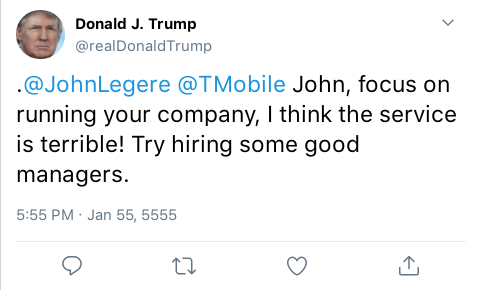 Donald J. Trump
@realDonaldTrump
.@JohnLegere @TMobile John, focus on
running your company, I think the service
is terrible! Try hiring some good
managers.
5:55 PM · Jan 55, 5555